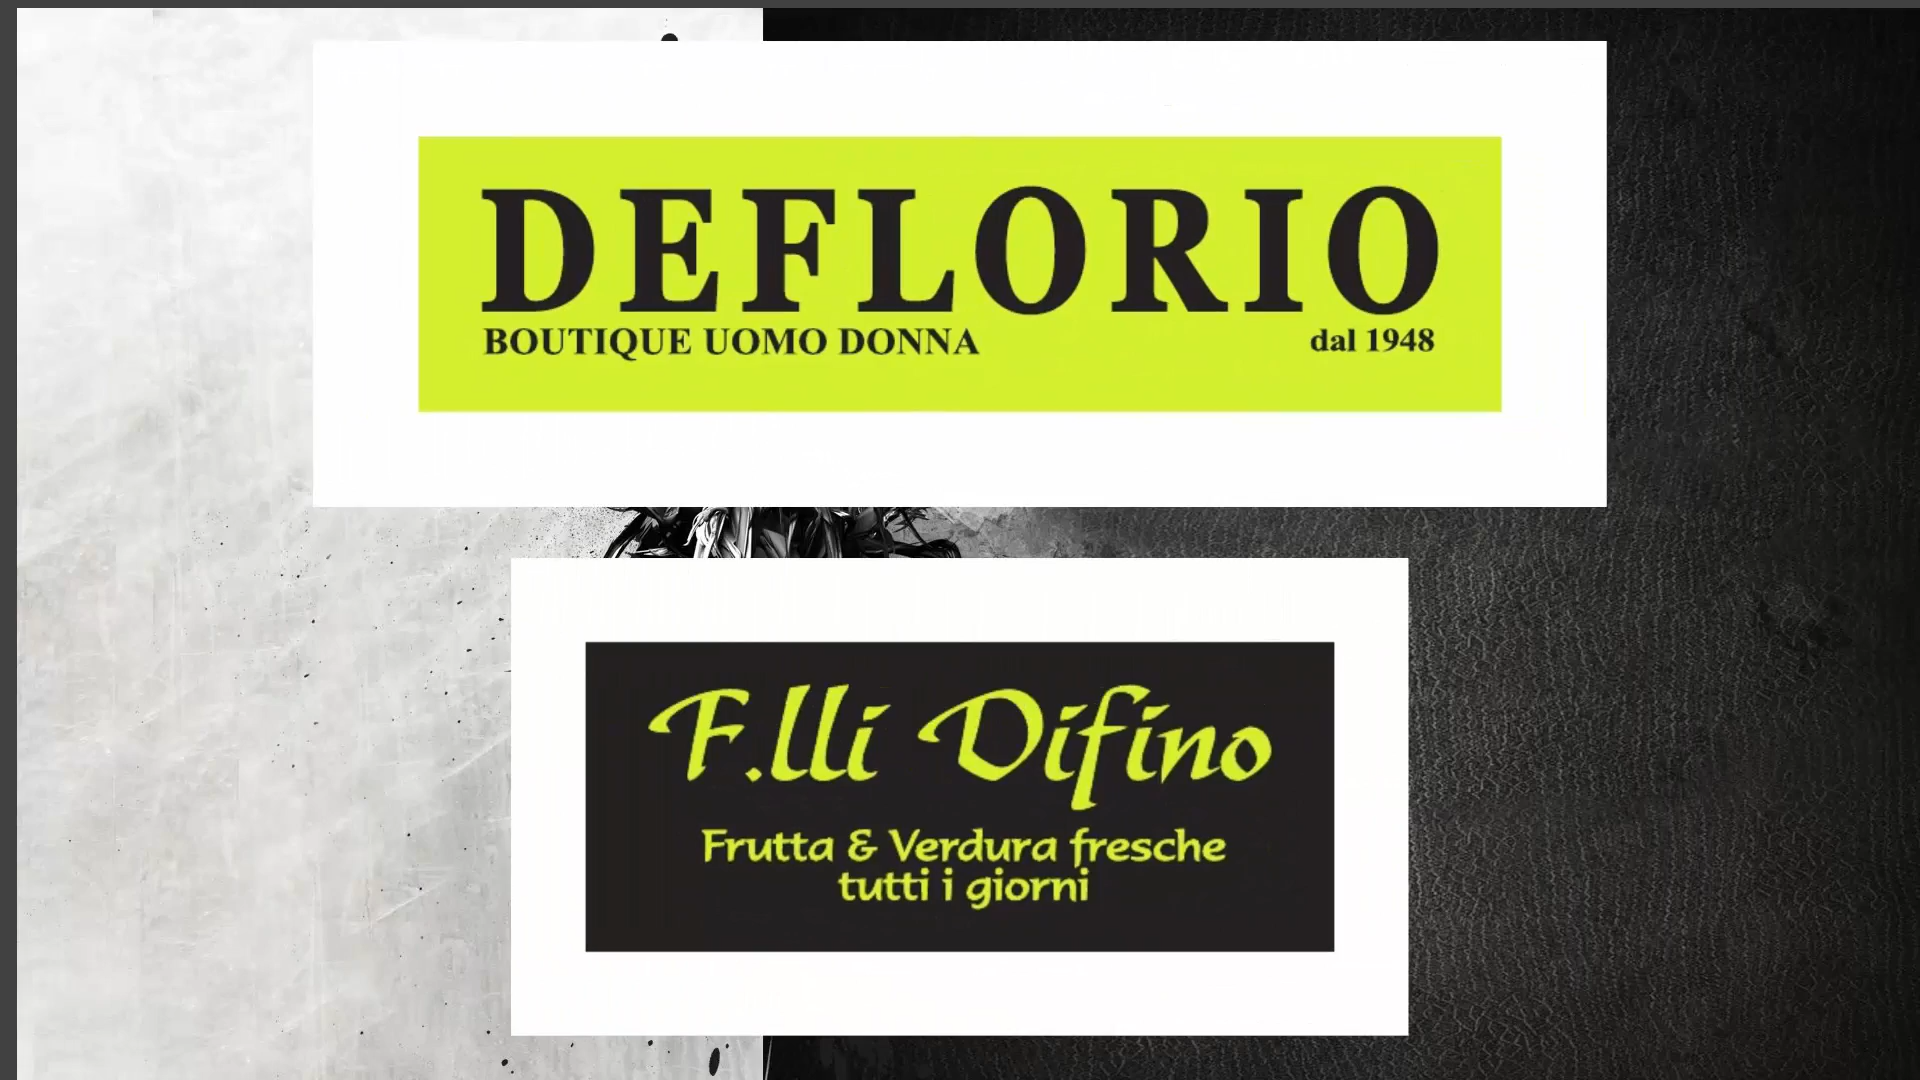 DEFLORIO
BOUTIQUE UOMO DONNA dal 1948
F.lli Difino
Frutta & Verdura fresche
tutti i giorni